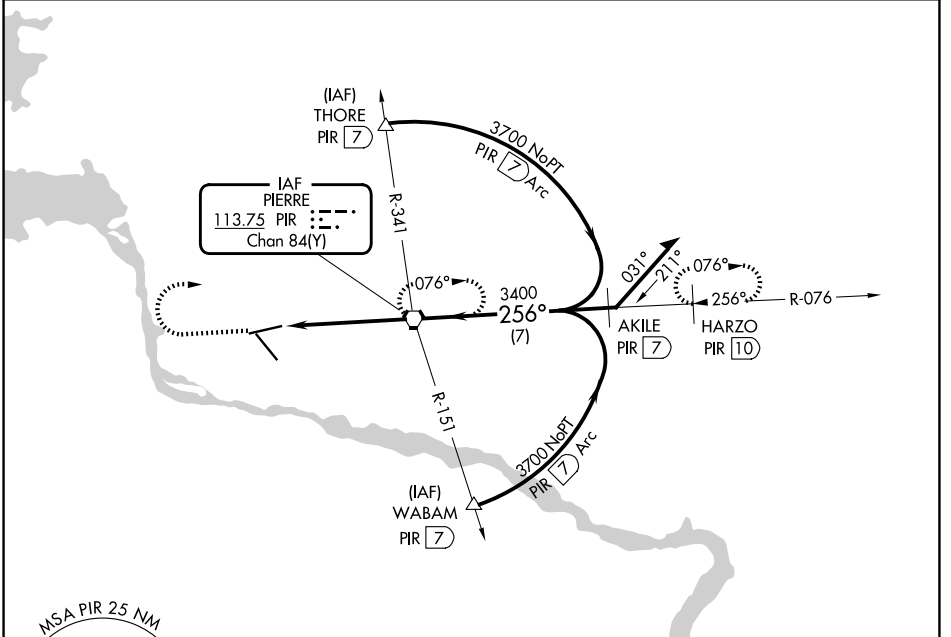 (IAF)
THORE
PIR 7
3700 NoPT
PIR 7 Arc
IAF
PIERRE
113.75 PIR
Chan 84(Y)
R-341
076°
3400
256°
(7)
031°
211°
076°
256°
R-076
AKILE
PIR 7
HARZO
PIR 10
R-151
3700 NoPT
PIR 7 Arc
(IAF)
WABAM
PIR 7
MSA PIR 25 NM